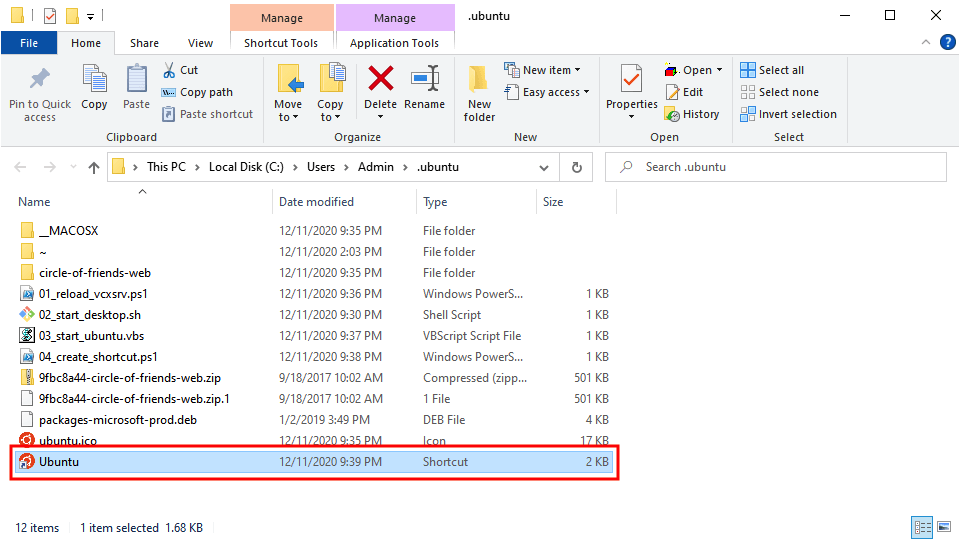 Manage Manage .ubuntu
File Home Share View Shortcut Tools Application Tools
Pin to Quick access
Copy
Paste
Cut
Copy path
Paste shortcut
Clipboard
Move to
Copy to
Delete
Rename
Organize
New folder
New item
Easy access
New
Properties
Open
Edit
History
Open
Select all
Select none
Invert selection
Select
This PC Local Disk (C:) Users Admin .ubuntu Search .ubuntu
Name Date modified Type Size
__MACOSX 12/11/2020 9:35 PM File folder
~ 12/11/2020 2:03 PM File folder
circle-of-friends-web 12/11/2020 9:35 PM File folder
01_reload_vcxsrv.ps1 12/11/2020 9:36 PM Windows PowerS... 1 KB
02_start_desktop.sh 12/11/2020 9:30 PM Shell Script 1 KB
03_start_ubuntu.vbs 12/11/2020 9:37 PM VBScript Script File 1 KB
04_create_shortcut.ps1 12/11/2020 9:38 PM Windows PowerS... 1 KB
9fbc8a44-circle-of-friends-web.zip 9/18/2017 10:02 AM Compressed (zipp... 501 KB
9fbc8a44-circle-of-friends-web.zip.1 9/18/2017 10:02 AM 1 File 501 KB
packages-microsoft-prod.deb 1/2/2019 3:49 PM DEB File 4 KB
ubuntu.ico 12/11/2020 9:35 PM Icon 17 KB
Ubuntu 12/11/2020 9:39 PM Shortcut 2 KB
12 items 1 item selected 1.68 KB